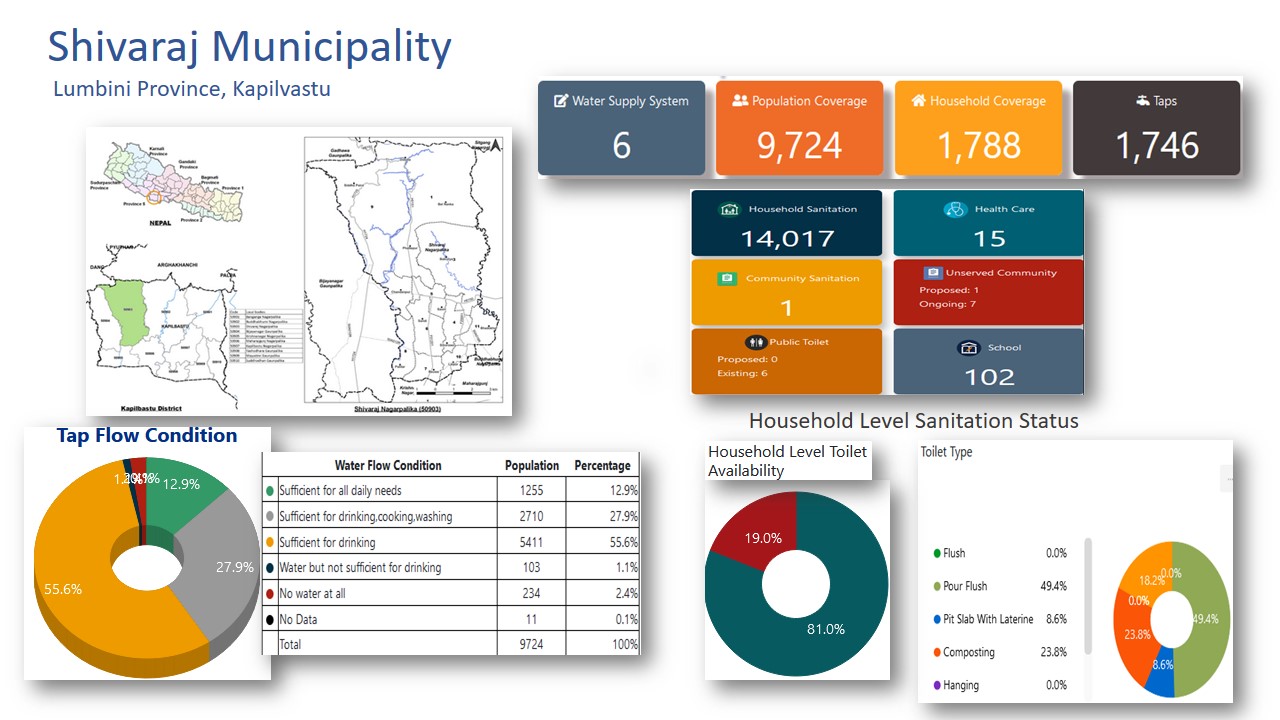 Shivaraj Municipality
Lumbini Province, Kapilvastu
Water Supply System
6
Population Coverage
9,724
Household Coverage
1,788
Taps
1,746
Household Sanitation
14,017
Health Care
15
Community Sanitation
1
Unserved Community
Proposed: 1
Ongoing: 7
Public Toilet
Proposed: 0
Existing: 6
School
102
Karnali
Province
Gandaki
Province
Bagmati
Province
Province 1
Province 5
Province 2
NEPAL
PYUTHAN
DANG
ARGHAKHANCHI
PALPA
KAPILBASTU
Kapilbastu District
Gadhawa
Gaunpalika
Sitganga
Nagarpalika
Shivaraj
Nagarpalika
Bijayanagar
Gaunpalika
Maharajgunj
Shivaraj Nagarpalika (50903)
Tap Flow Condition
12.9%
27.9%
55.6%
Water Flow Condition Population Percentage
Sufficient for all daily needs 1255 12.9%
Sufficient for drinking,cooking,washing 2710 27.9%
Sufficient for drinking 5411 55.6%
Water but not sufficient for drinking 103 1.1%
No water at all 234 2.4%
No Data 11 0.1%
Total 9724 100%
Household Level Sanitation Status
Household Level Toilet
Availability
19.0%
81.0%
Toilet Type
Flush 0.0%
Pour Flush 49.4%
Pit Slab With Laterine 8.6%
Composting 23.8%
Hanging 0.0%
0.0%
18.2%
0.0%
49.4%
23.8%
8.6%